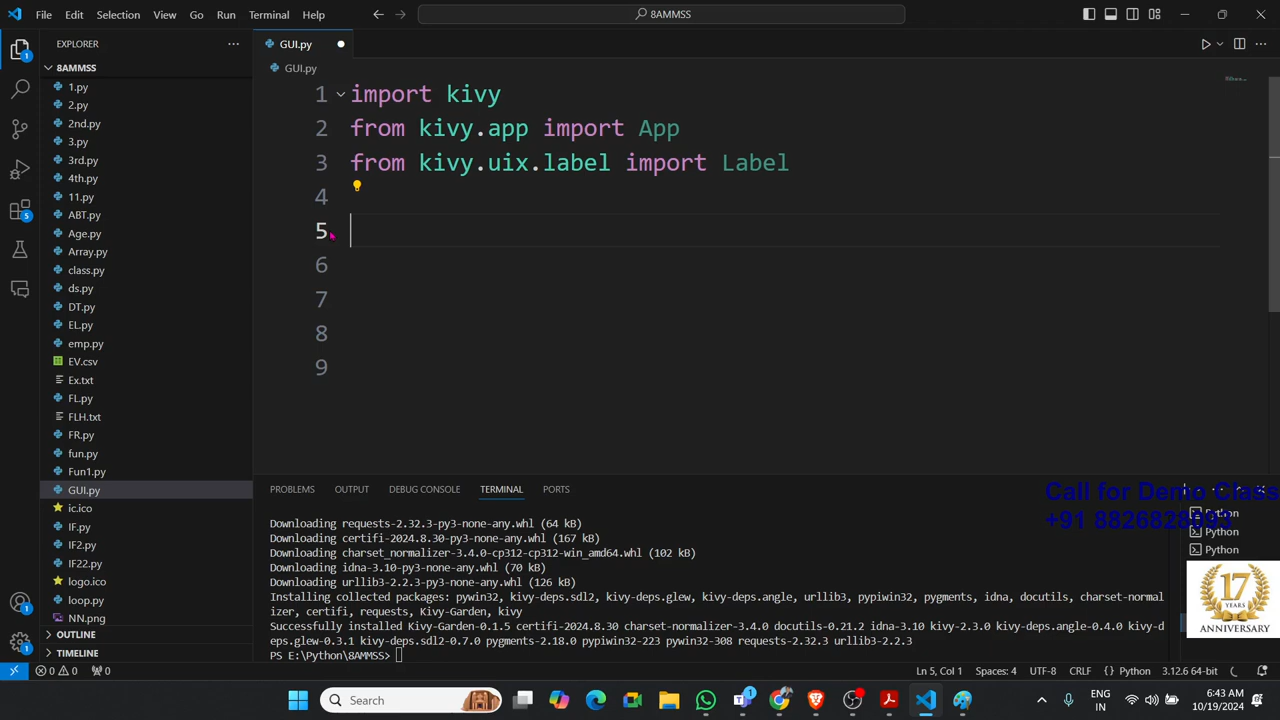 File Edit Selection View Go Run Terminal Help
8AMMSS
EXPLORER
8AMMSS
1.py
2.py
2nd.py
3.py
3rd.py
4th.py
11.py
ABT.py
Age.py
Array.py
class.py
ds.py
DT.py
EL.py
emp.py
EV.csv
Ex.txt
FL.py
FLH.txt
FR.py
fun.py
Fun1.py
GUI.py
ic.ico
IF.py
IF2.py
IF22.py
logo.ico
loop.py
NN.png
OUTLINE
TIMELINE
1
5
1
1
GUI.py
GUI.py
1 import kivy
2 from kivy.app import App
3 from kivy.uix.label import Label
4
5
6
7
8
9
PROBLEMS OUTPUT DEBUG CONSOLE TERMINAL PORTS
Downloading requests-2.32.3-py3-none-any.whl (64 kB)
Downloading certifi-2024.8.30-py3-none-any.whl (167 kB)
Downloading charset_normalizer-3.4.0-cp312-cp312-win_amd64.whl (102 kB)
Downloading idna-3.10-py3-none-any.whl (70 kB)
Downloading urllib3-2.2.3-py3-none-any.whl (126 kB)
Installing collected packages: pywin32, kivy-deps.sdl2, kivy-deps.glew, kivy-deps.angle, urllib3, pypiwin32, pygments, idna, docutils, charset-normal
izer, certifi, requests, Kivy-Garden, kivy
Successfully installed Kivy-Garden-0.1.5 certifi-2024.8.30 charset-normalizer-3.4.0 docutils-0.21.2 idna-3.10 kivy-2.3.0 kivy-deps.angle-0.4.0 kivy-d
eps.glew-0.3.1 kivy-deps.sdl2-0.7.0 pygments-2.18.0 pypiwin32-223 pywin32-308 requests-2.32.3 urllib3-2.2.3
PS E:\Python\8AMMSS>
Call for Demo Class
+91 8826828093
Python
Python
Python
17
YEARS
ANNIVERSARY
0 0 0
Ln 5, Col 1 Spaces: 4 UTF-8 CRLF {} Python 3.12.6 64-bit
Search
1
ENG
IN
6:43 AM
10/19/2024